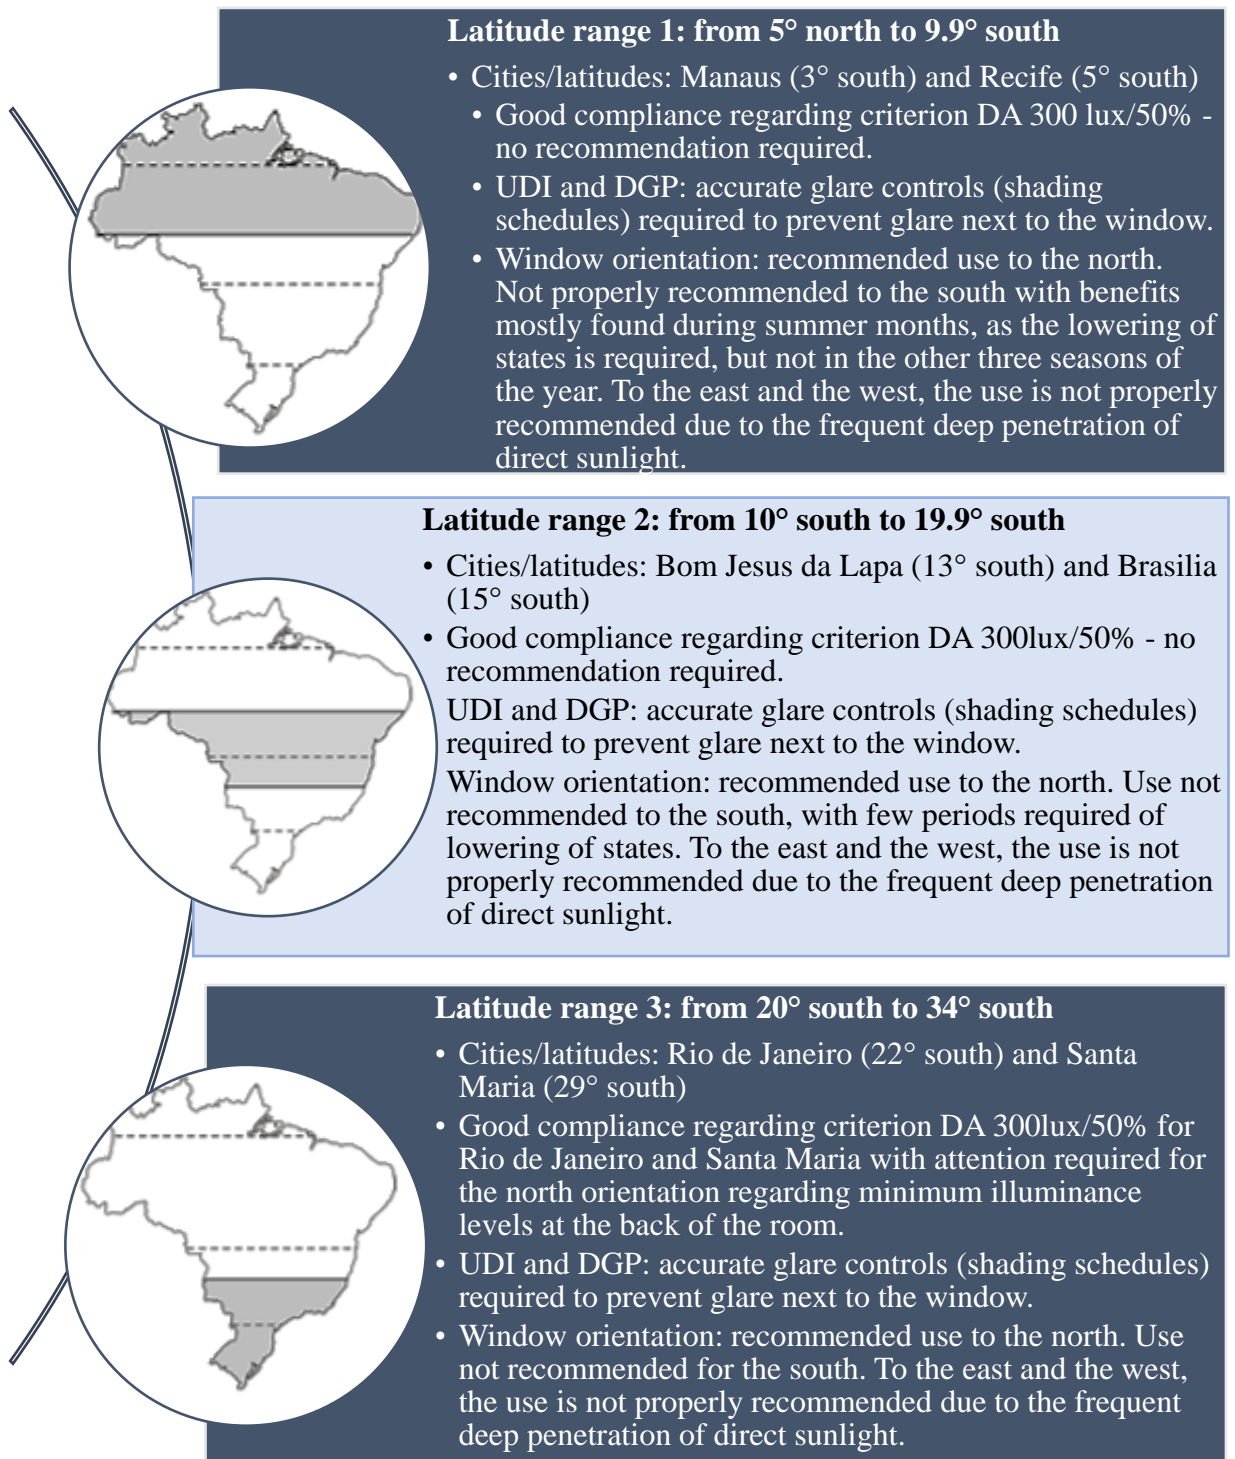 Latitude range 1: from 5° north to 9.9° south
• Cities/latitudes: Manaus (3° south) and Recife (5° south)
• Good compliance regarding criterion DA 300 lux/50% -
no recommendation required.
• UDI and DGP: accurate glare controls (shading
schedules) required to prevent glare next to the window.
• Window orientation: recommended use to the north.
Not properly recommended to the south with benefits
mostly found during summer months, as the lowering of
states is required, but not in the other three seasons of
the year. To the east and the west, the use is not properly
recommended due to the frequent deep penetration of
direct sunlight.
Latitude range 2: from 10° south to 19.9° south
• Cities/latitudes: Bom Jesus da Lapa (13° south) and Brasilia
(15° south)
• Good compliance regarding criterion DA 300lux/50% - no
recommendation required.
UDI and DGP: accurate glare controls (shading schedules)
required to prevent glare next to the window.
Window orientation: recommended use to the north. Use not
recommended to the south, with few periods required of
lowering of states. To the east and the west, the use is not
properly recommended due to the frequent deep penetration
of direct sunlight.
Latitude range 3: from 20° south to 34° south
• Cities/latitudes: Rio de Janeiro (22° south) and Santa
Maria (29° south)
• Good compliance regarding criterion DA 300lux/50% for
Rio de Janeiro and Santa Maria with attention required for
the north orientation regarding minimum illuminance
levels at the back of the room.
• UDI and DGP: accurate glare controls (shading schedules)
required to prevent glare next to the window.
• Window orientation: recommended use to the north. Use
not recommended for the south. To the east and the west,
the use is not properly recommended due to the frequent
deep penetration of direct sunlight.